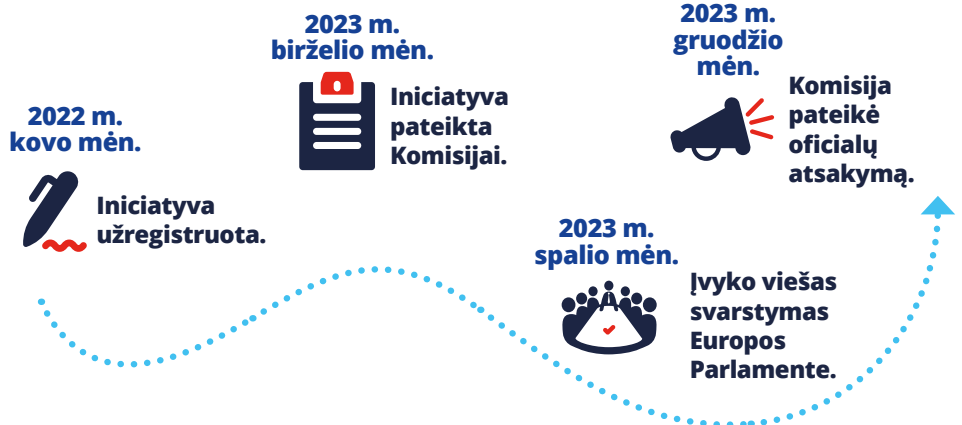 2022 m.
kovo mėn.
Iniciatyva
užregistruota.
2023 m.
birželio mėn.
Iniciatyva
pateikta
Komisijai.
2023 m.
spalio mėn.
Įvyko viešas
svarstymas
Europos
Parlamente.
2023 m.
gruodžio
mėn.
Komisija
pateikė
oficialų
atsakymą.